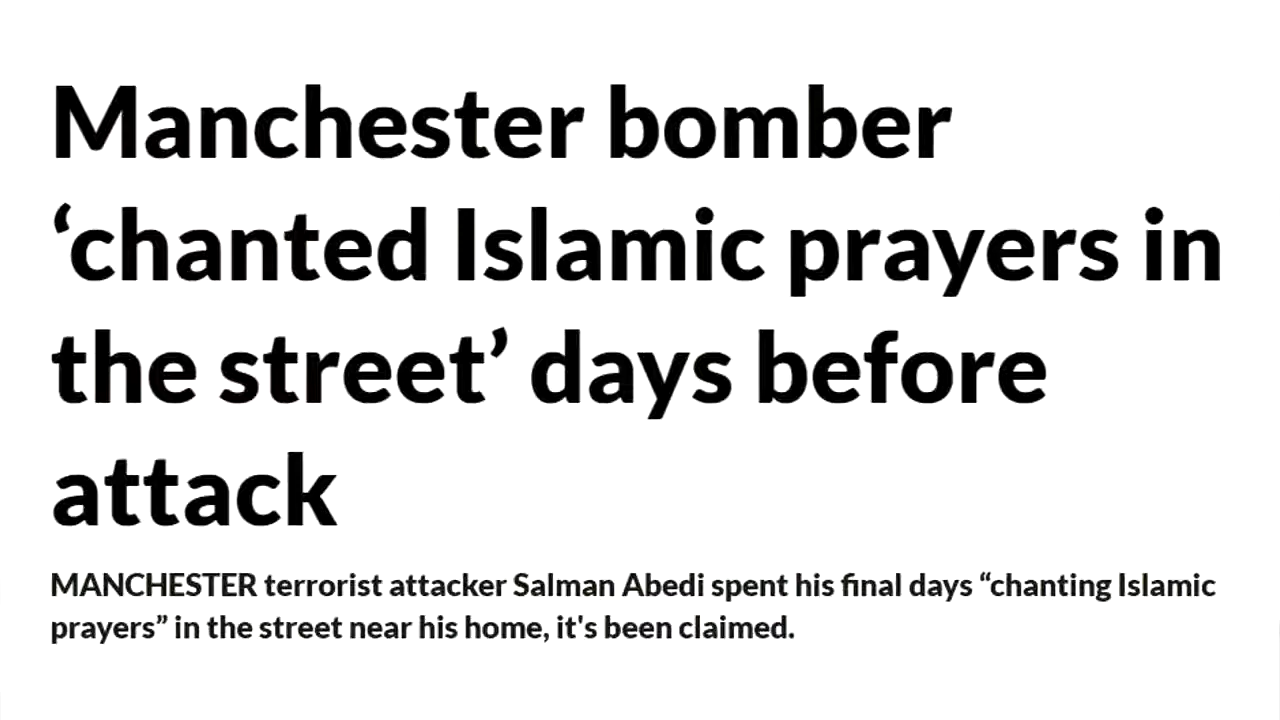 Manchester bomber
‘chanted Islamic prayers in
the street’ days before
attack
MANCHESTER terrorist attacker Salman Abedi spent his final days “chanting Islamic
prayers” in the street near his home, it's been claimed.